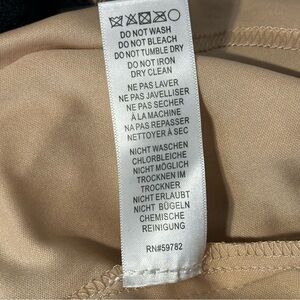 DO NOT WASH
DO NOT BLEACH
DO NOT TUMBLE DRY
DO NOT IRON
DRY CLEAN
NE PAS LAVER
NE PAS JAVELLISER
NE PAS SÉCHER
À LA MACHINE
NA PAS REPASSER
NETTOYER À SEC
NICHT WASCHEN
CHLORBLEICHE
NICHT MÖGLICH
TROCKNEN IM
TROCKNER
NICHT ERLAUBT
NICHT BÜGELN
CHEMISCHE
REINIGUNG
RN#59782